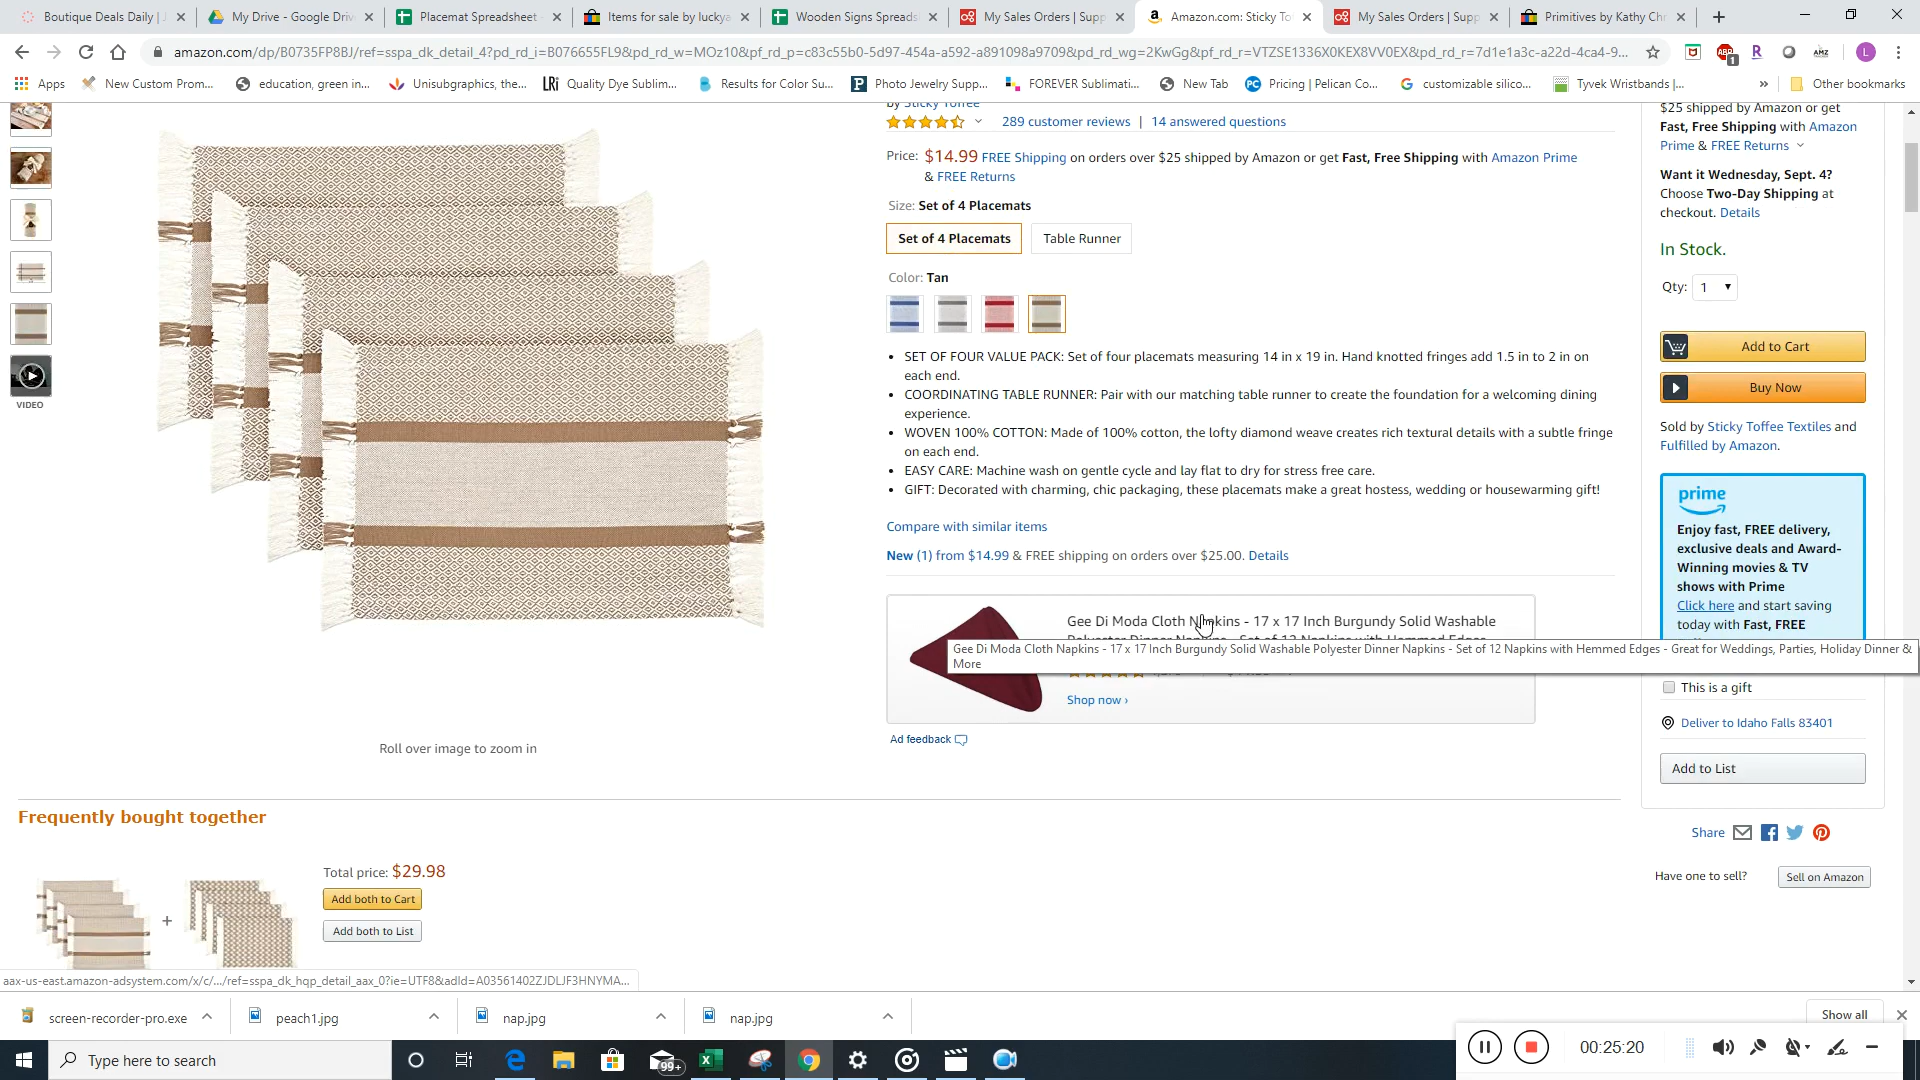 Boutique Deals Daily | J
My Drive - Google Driv
Placemat Spreadsheet -
Items for sale by luckya
Wooden Signs Spreads
My Sales Orders | Supp
Amazon.com: Sticky To
My Sales Orders | Supp
Primitives by Kathy Chr
amazon.com/dp/B0735FP8BJ/ref=sspa_dk_detail_4?pd_rd_i=B076655FL9&pd_rd_w=MOz10&pf_rd_p=c83c55b0-5d97-454a-a592-a891098a9709&pd_rd_wg=2KwGg&pf_rd_r=VTZSE1336X0KEX8VV0EX&pd_rd_r=7d1e1a3c-a22d-4ca4-9...
Apps
New Custom Prom...
education, green in...
Unisubgraphics, the...
Quality Dye Sublim...
Results for Color Su...
Photo Jewelry Supp...
FOREVER Sublimati...
New Tab
Pricing | Pelican Co...
customizable silico...
Tyvek Wristbands |...
Other bookmarks
by Sticky Toffee
289 customer reviews | 14 answered questions
Price: $14.99 FREE Shipping on orders over $25 shipped by Amazon or get Fast, Free Shipping with Amazon Prime
& FREE Returns
Size: Set of 4 Placemats
Set of 4 Placemats
Table Runner
Color: Tan
• SET OF FOUR VALUE PACK: Set of four placemats measuring 14 in x 19 in. Hand knotted fringes add 1.5 in to 2 in on
each end.
• COORDINATING TABLE RUNNER: Pair with our matching table runner to create the foundation for a welcoming dining
experience.
• WOVEN 100% COTTON: Made of 100% cotton, the lofty diamond weave creates rich textural details with a subtle fringe
on each end.
• EASY CARE: Machine wash on gentle cycle and lay flat to dry for stress free care.
• GIFT: Decorated with charming, chic packaging, these placemats make a great hostess, wedding or housewarming gift!
Compare with similar items
New (1) from $14.99 & FREE shipping on orders over $25.00. Details
Gee Di Moda Cloth Napkins - 17 x 17 Inch Burgundy Solid Washable
Polyester Dinner Napkins - Set of 12 Napkins with Hemmed Edges
Gee Di Moda Cloth Napkins - 17 x 17 Inch Burgundy Solid Washable Polyester Dinner Napkins - Set of 12 Napkins with Hemmed Edges - Great for Weddings, Parties, Holiday Dinner &
More
Shop now ›
Ad feedback
VIDEO
Roll over image to zoom in
$25 shipped by Amazon or get
Fast, Free Shipping with Amazon
Prime & FREE Returns
Want it Wednesday, Sept. 4?
Choose Two-Day Shipping at
checkout. Details
In Stock.
Qty: 1
Add to Cart
Buy Now
Sold by Sticky Toffee Textiles and
Fulfilled by Amazon.
prime
Enjoy fast, FREE delivery,
exclusive deals and Award-
Winning movies & TV
shows with Prime
Click here and start saving
today with Fast, FREE
This is a gift
Deliver to Idaho Falls 83401
Add to List
Share
Have one to sell?
Sell on Amazon
Frequently bought together
Total price: $29.98
Add both to Cart
+
Add both to List
aax-us-east.amazon-adsystem.com/x/c/.../ref=sspa_dk_hqp_detail_aax_0?ie=UTF8&adId=A03561402ZJDLJF3HNYMA...
screen-recorder-pro.exe
peach1.jpg
nap.jpg
nap.jpg
Show all
Type here to search
99+
00:25:20